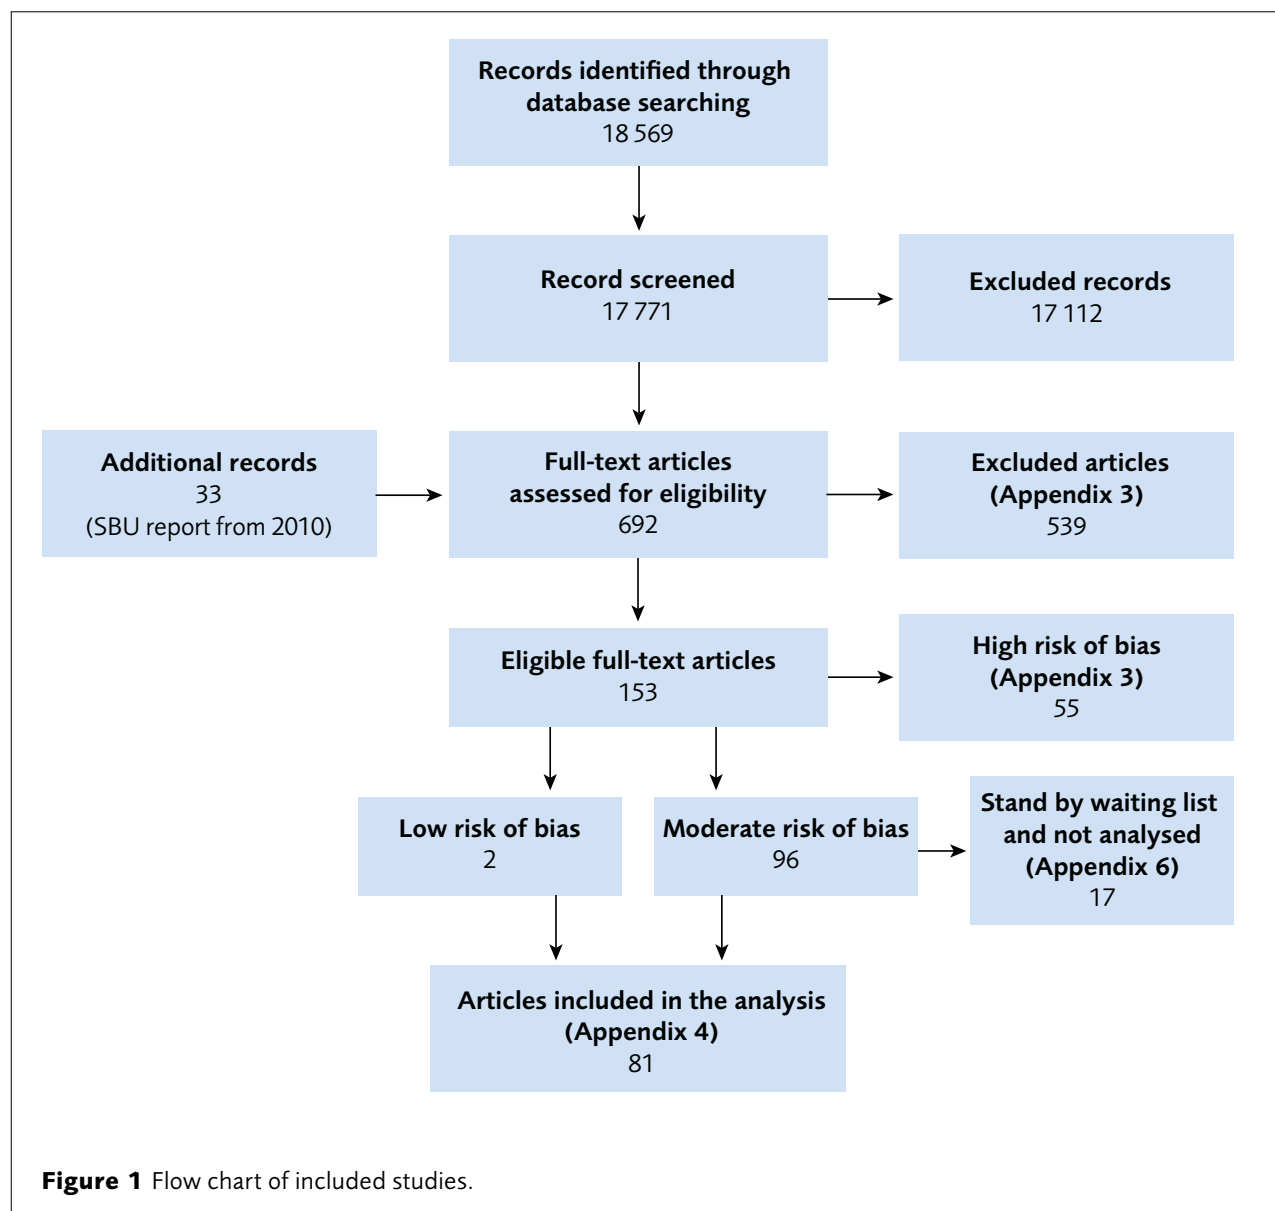 Records identified through
database searching
18 569
Record screened
17 771
Excluded records
17 112
Additional records
33
(SBU report from 2010)
Full-text articles
assessed for eligibility
692
Excluded articles
(Appendix 3)
539
Eligible full-text articles
153
High risk of bias
(Appendix 3)
55
Low risk of bias
2
Moderate risk of bias
96
Stand by waiting list
and not analysed
(Appendix 6)
17
Articles included in the analysis
(Appendix 4)
81
Figure 1 Flow chart of included studies.